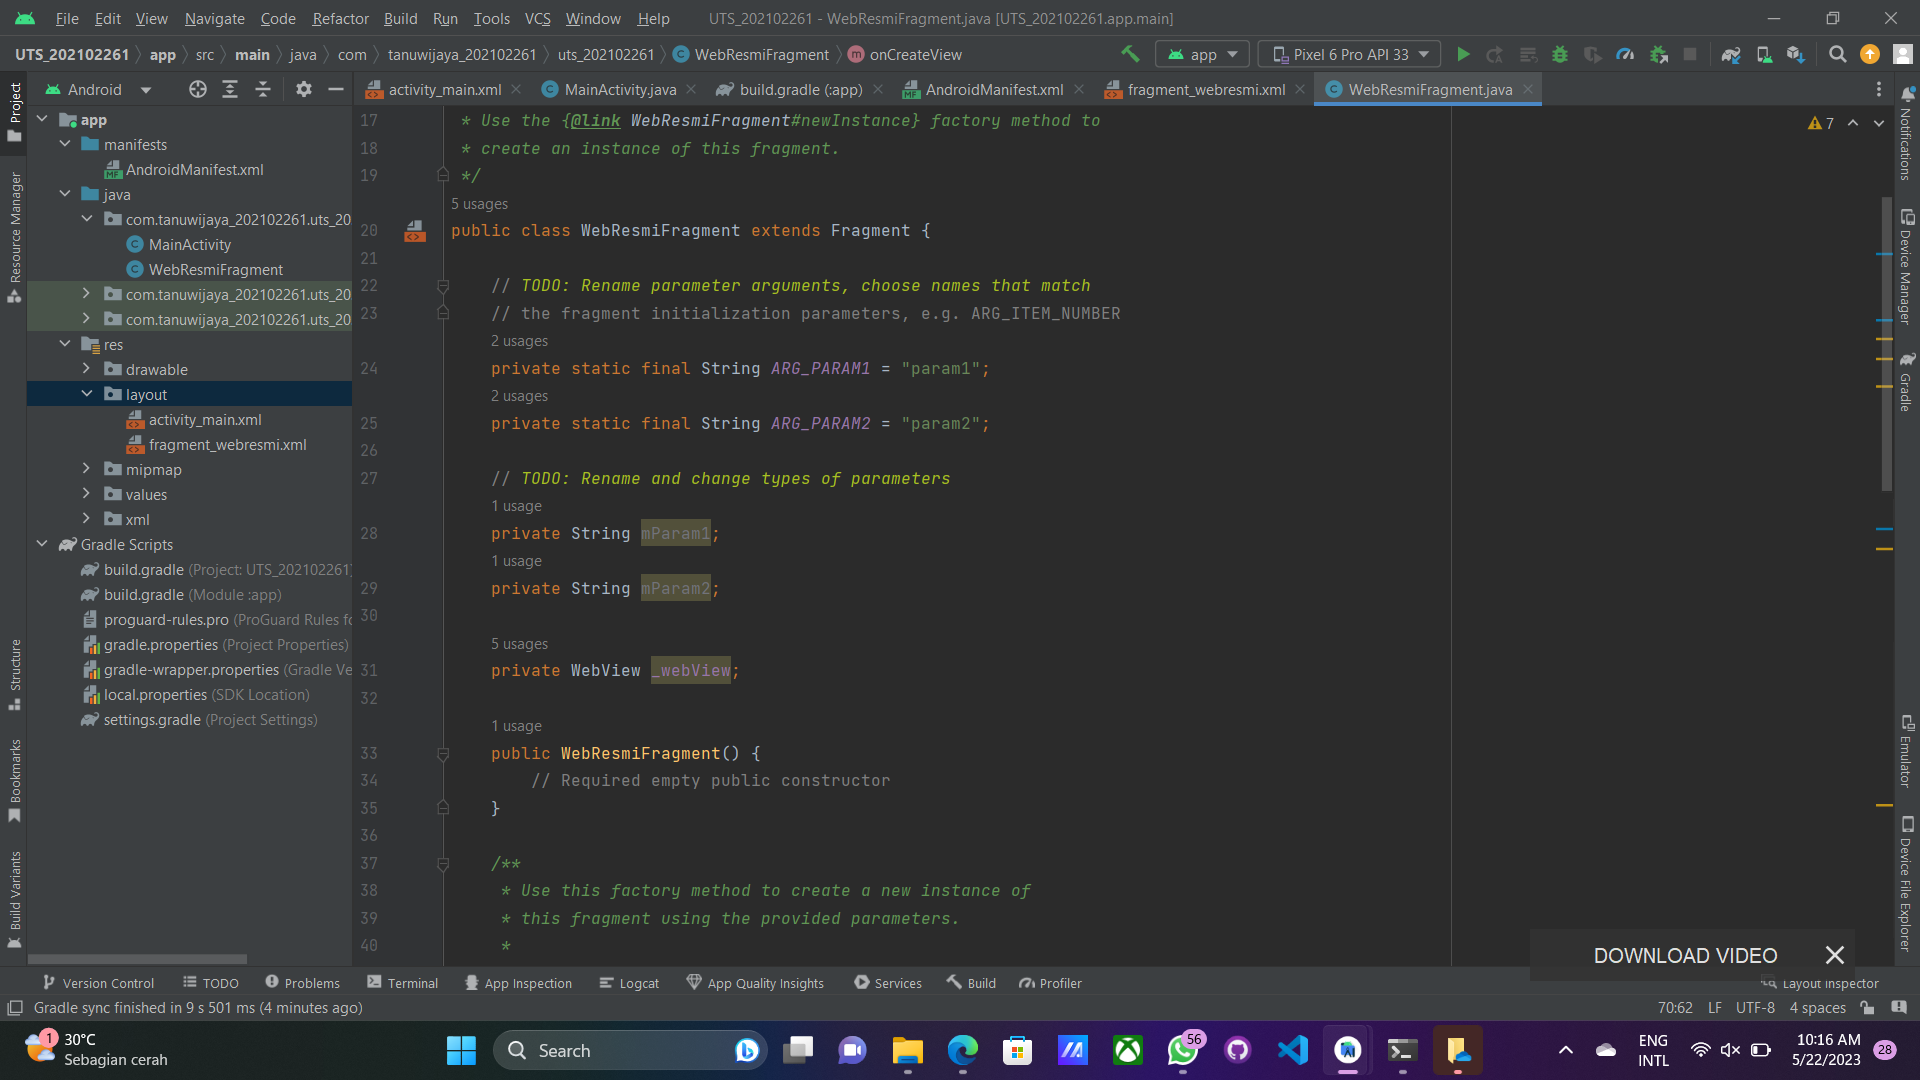 File Edit View Navigate Code Refactor Build Run Tools VCS Window Help UTS_202102261 - WebResmiFragment.java [UTS_202102261.app.main]
UTS_202102261 app src main java com tanuwijaya_202102261 uts_202102261 WebResmiFragment onCreateView app Pixel 6 Pro API 33
Android activity_main.xml MainActivity.java build.gradle (:app) AndroidManifest.xml fragment_webresmi.xml WebResmiFragment.java
Project
Resource Manager
Structure
Bookmarks
Build Variants
app
manifests
AndroidManifest.xml
java
com.tanuwijaya_202102261.uts_20
MainActivity
WebResmiFragment
com.tanuwijaya_202102261.uts_20
com.tanuwijaya_202102261.uts_20
res
drawable
layout
activity_main.xml
fragment_webresmi.xml
mipmap
values
xml
Gradle Scripts
build.gradle (Project: UTS_202102261)
build.gradle (Module :app)
proguard-rules.pro (ProGuard Rules fo
gradle.properties (Project Properties)
gradle-wrapper.properties (Gradle Ve
local.properties (SDK Location)
settings.gradle (Project Settings)
17 * Use the {@link WebResmiFragment#newInstance} factory method to
18 * create an instance of this fragment.
19 */
5 usages
20 public class WebResmiFragment extends Fragment {
21
22 // TODO: Rename parameter arguments, choose names that match
23 // the fragment initialization parameters, e.g. ARG_ITEM_NUMBER
2 usages
24 private static final String ARG_PARAM1 = "param1";
2 usages
25 private static final String ARG_PARAM2 = "param2";
26
27 // TODO: Rename and change types of parameters
1 usage
28 private String mParam1;
1 usage
29 private String mParam2;
30
5 usages
31 private WebView _webView;
32
1 usage
33 public WebResmiFragment() {
34 // Required empty public constructor
35 }
36
37 /**
38 * Use this factory method to create a new instance of
39 * this fragment using the provided parameters.
40 *
7
Notifications
Device Manager
Gradle
Emulator
Device File Explorer
DOWNLOAD VIDEO
Version Control TODO Problems Terminal App Inspection Logcat App Quality Insights Services Build Profiler Layout Inspector
Gradle sync finished in 9 s 501 ms (4 minutes ago) 70:62 LF UTF-8 4 spaces
1 30°C
Sebagian cerah
Search
56
ENG
INTL
10:16 AM
5/22/2023
28